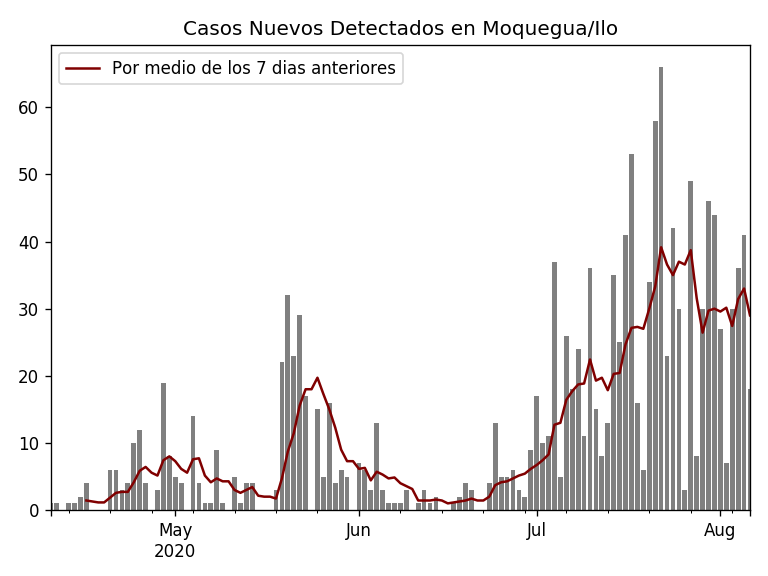 Casos Nuevos Detectados en Moquegua/Ilo
Por medio de los 7 dias anteriores
60
50
40
30
20
10
0
May
2020
Jun
Jul
Aug